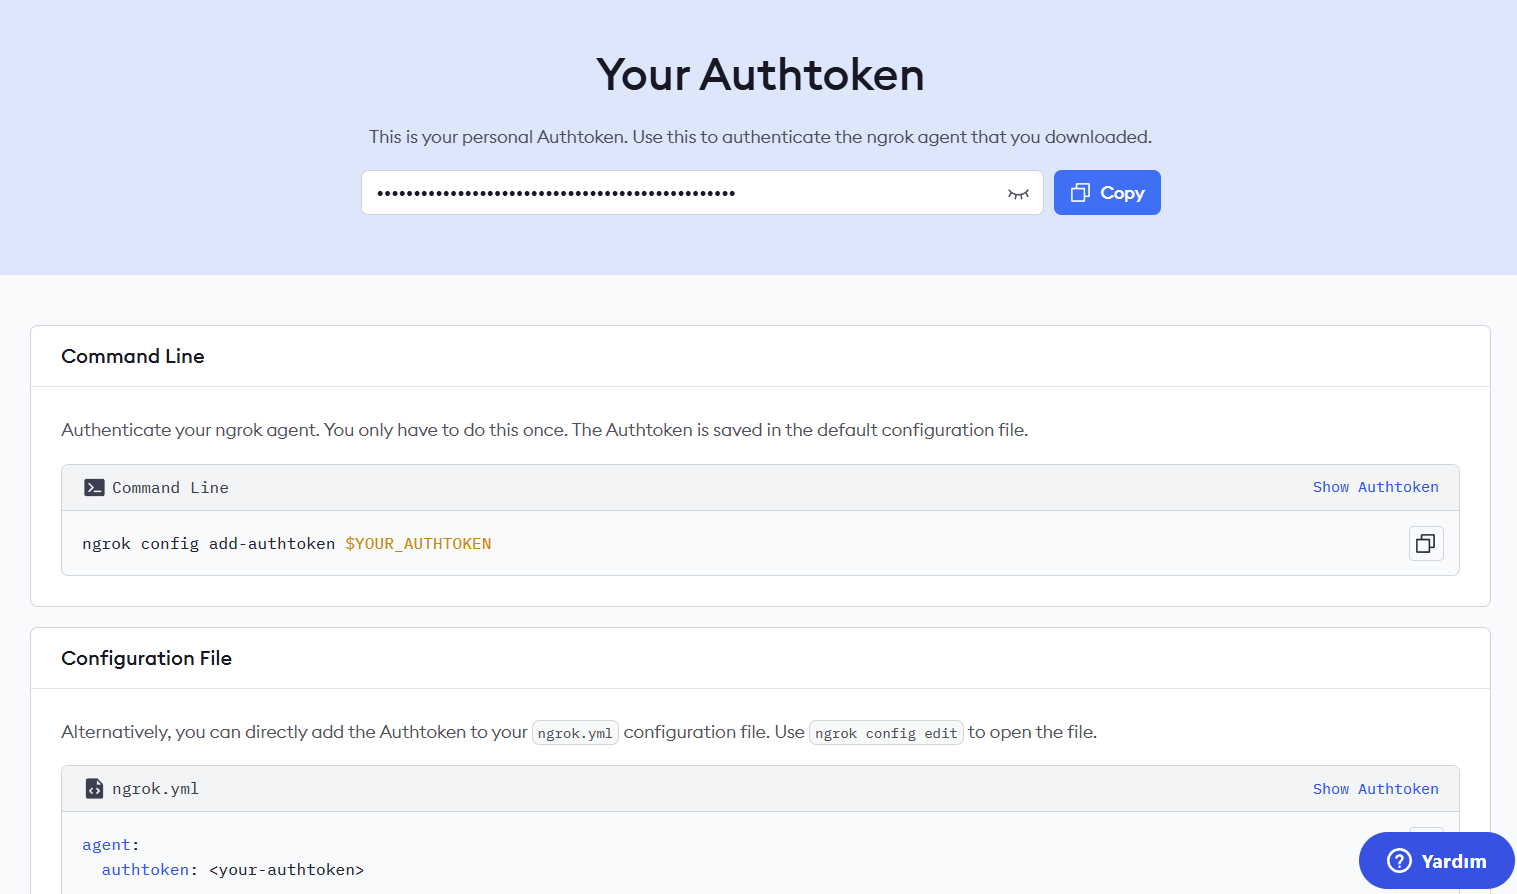 Your Authtoken
This is your personal Authtoken. Use this to authenticate the ngrok agent that you downloaded.
•••••••••••••••••••••••••••••••••••••••••••••••••
Copy
Command Line
Authenticate your ngrok agent. You only have to do this once. The Authtoken is saved in the default configuration file.
Command Line
Show Authtoken
ngrok config add-authtoken $YOUR_AUTHTOKEN
Configuration File
Alternatively, you can directly add the Authtoken to your ngrok.yml configuration file. Use ngrok config edit to open the file.
ngrok.yml
Show Authtoken
agent:
authtoken: <your-authtoken>
Yardım